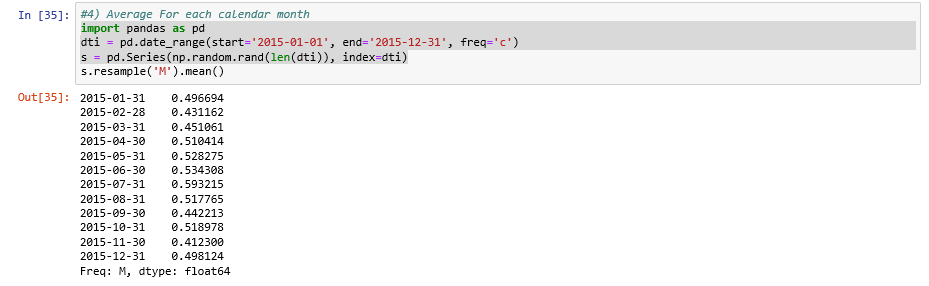 In [35]: #4) Average For each calendar month
import pandas as pd
dti = pd.date_range(start='2015-01-01', end='2015-12-31', freq='c')
s = pd.Series(np.random.rand(len(dti)), index=dti)
s.resample('M').mean()
Out[35]: 2015-01-31    0.496694
2015-02-28    0.431162
2015-03-31    0.451061
2015-04-30    0.510414
2015-05-31    0.528275
2015-06-30    0.534308
2015-07-31    0.593215
2015-08-31    0.517765
2015-09-30    0.442213
2015-10-31    0.518978
2015-11-30    0.412300
2015-12-31    0.498124
Freq: M, dtype: float64